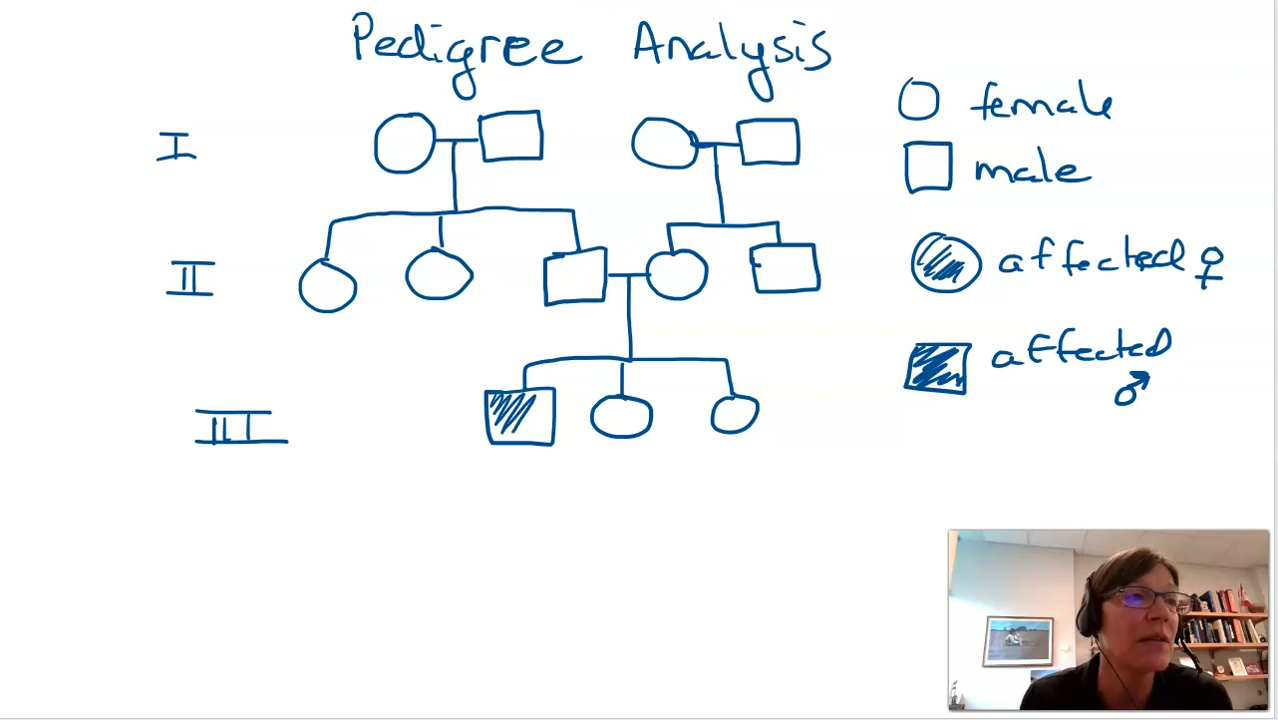 Pedigree Analysis
I
II
III
female
male
affected ♀
affected
♂